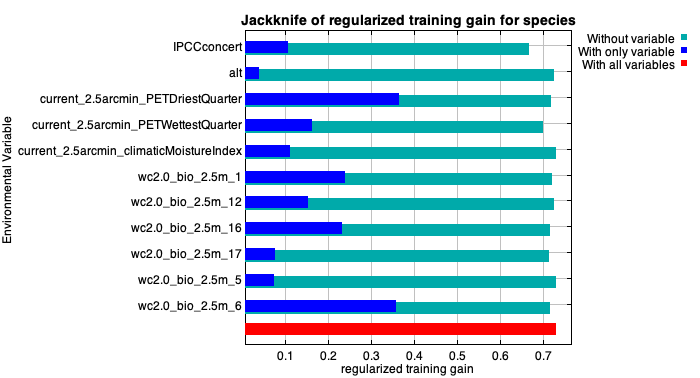 Jackknife of regularized training gain for species
Without variable
With only variable
With all variables
Environmental Variable
IPCCconcert
alt
current_2.5arcmin_PETDriestQuarter
current_2.5arcmin_PETWettestQuarter
current_2.5arcmin_climaticMoistureIndex
wc2.0_bio_2.5m_1
wc2.0_bio_2.5m_12
wc2.0_bio_2.5m_16
wc2.0_bio_2.5m_17
wc2.0_bio_2.5m_5
wc2.0_bio_2.5m_6
0.1 0.2 0.3 0.4 0.5 0.6 0.7
regularized training gain